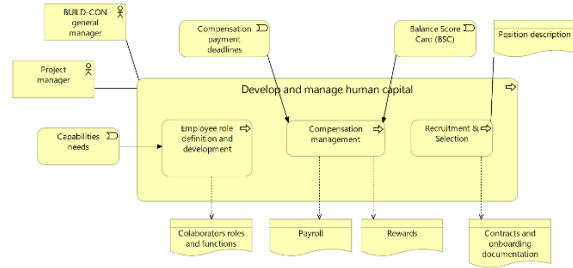 BUILD-CON
general
manager
Compensation
payment
deadlines
Balance Score
Card (BSC)
Position description
Project
manager
Develop and manage human capital
Capabilities
needs
Employee role
definition and
development
Compensation
management
Recruitment &
Selection
Colaborators roles
and functions
Payroll
Rewards
Contracts and
onboarding
documentation